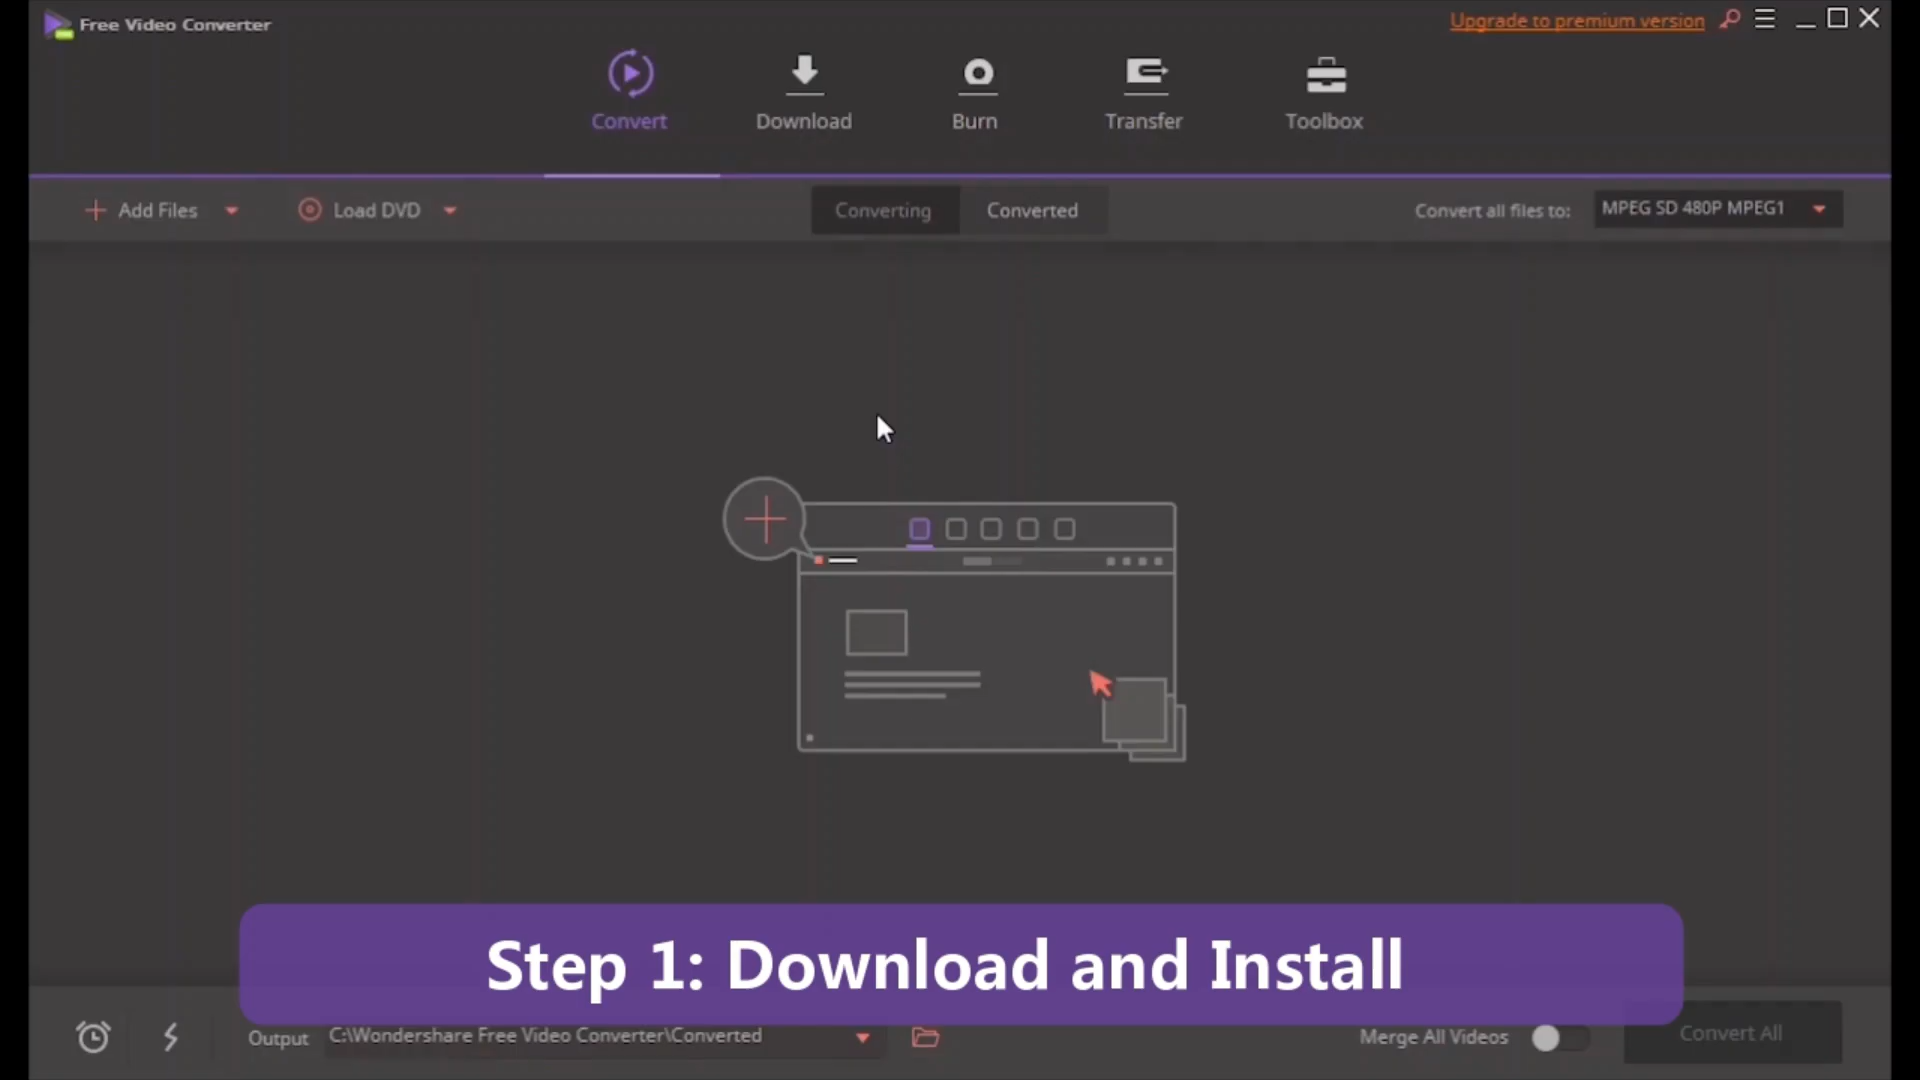 Free Video Converter
Upgrade to premium version
Convert
Download
Burn
Transfer
Toolbox
Add Files
Load DVD
Converting
Converted
Convert all files to:
MPEG SD 480P MPEG1
Step 1: Download and Install
Output
C:\Wondershare Free Video Converter\Converted
Merge All Videos
Convert All